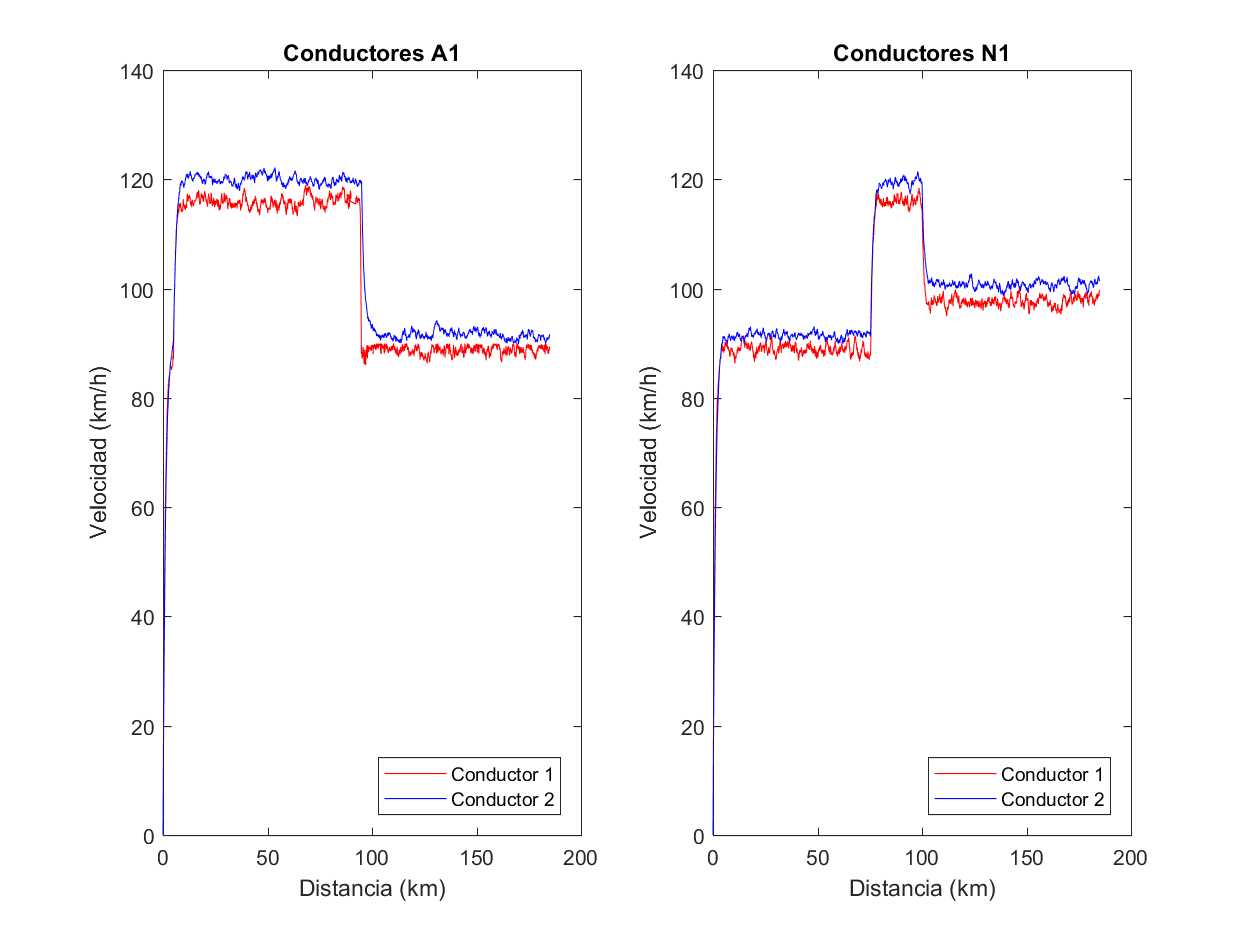 Conductores A1
140
120
100
80
60
40
20
0
Velocidad (km/h)
0 50 100 150 200
Distancia (km)
Conductor 1
Conductor 2
Conductores N1
140
120
100
80
60
40
20
0
Velocidad (km/h)
0 50 100 150 200
Distancia (km)
Conductor 1
Conductor 2